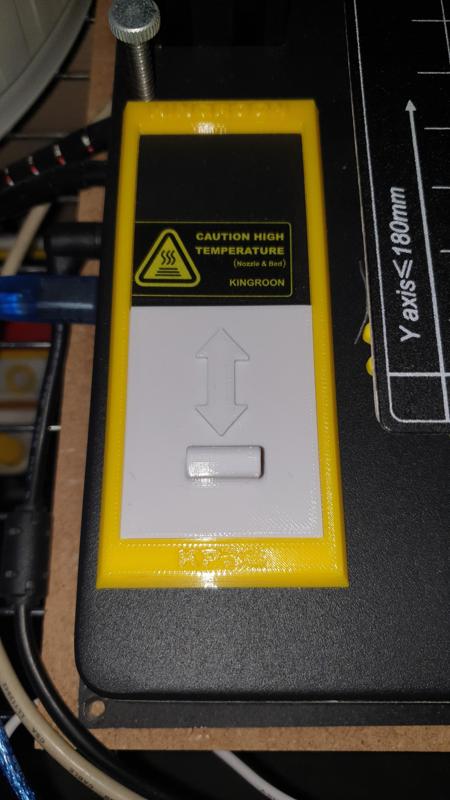 CAUTION HIGH
TEMPERATURE
(Nozzle & Bed)
KINGROON
Y axis≤180mm